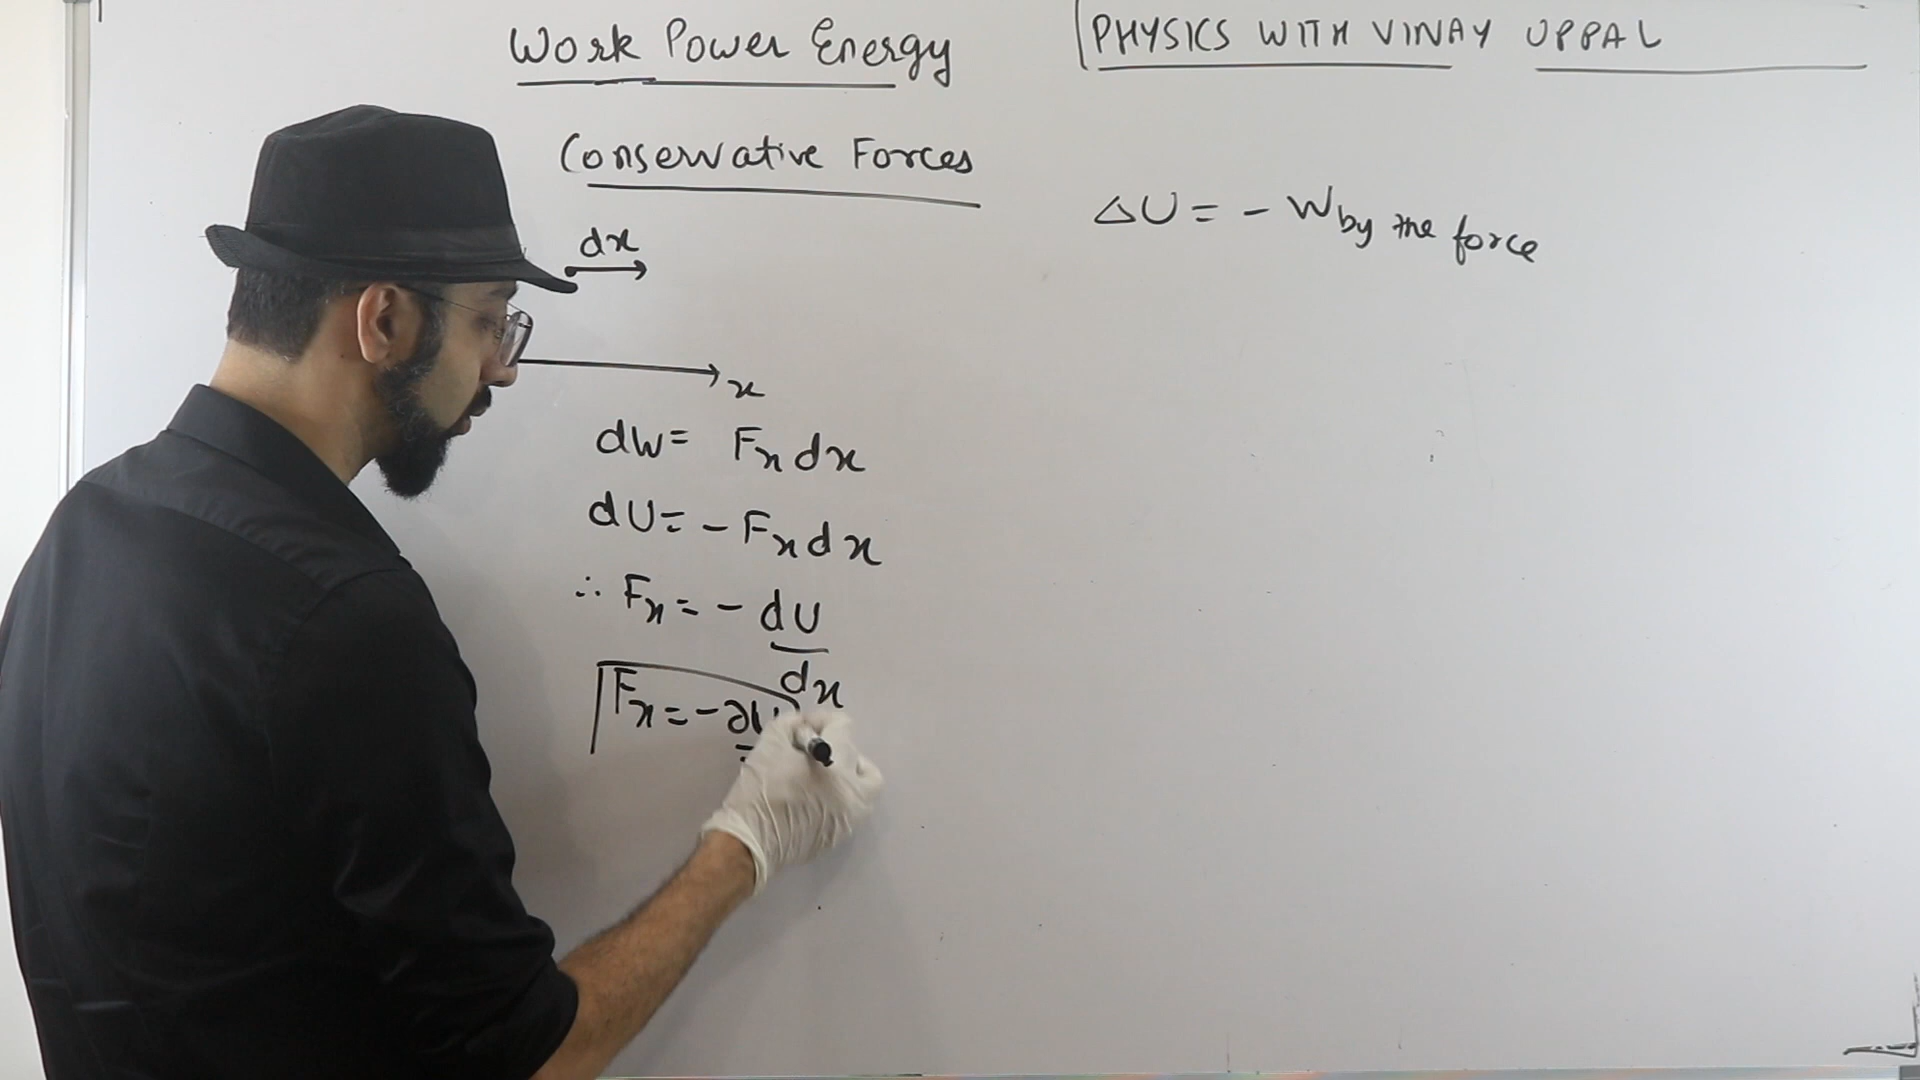 Work Power Energy
PHYSICS WITH VINAY UPPAL
Conservative Forces
ΔU = - W by the force
dx
x
dW = Fx dx
dU = - Fx dx
∴ Fx = - dU
dx
Fx = - ∂U